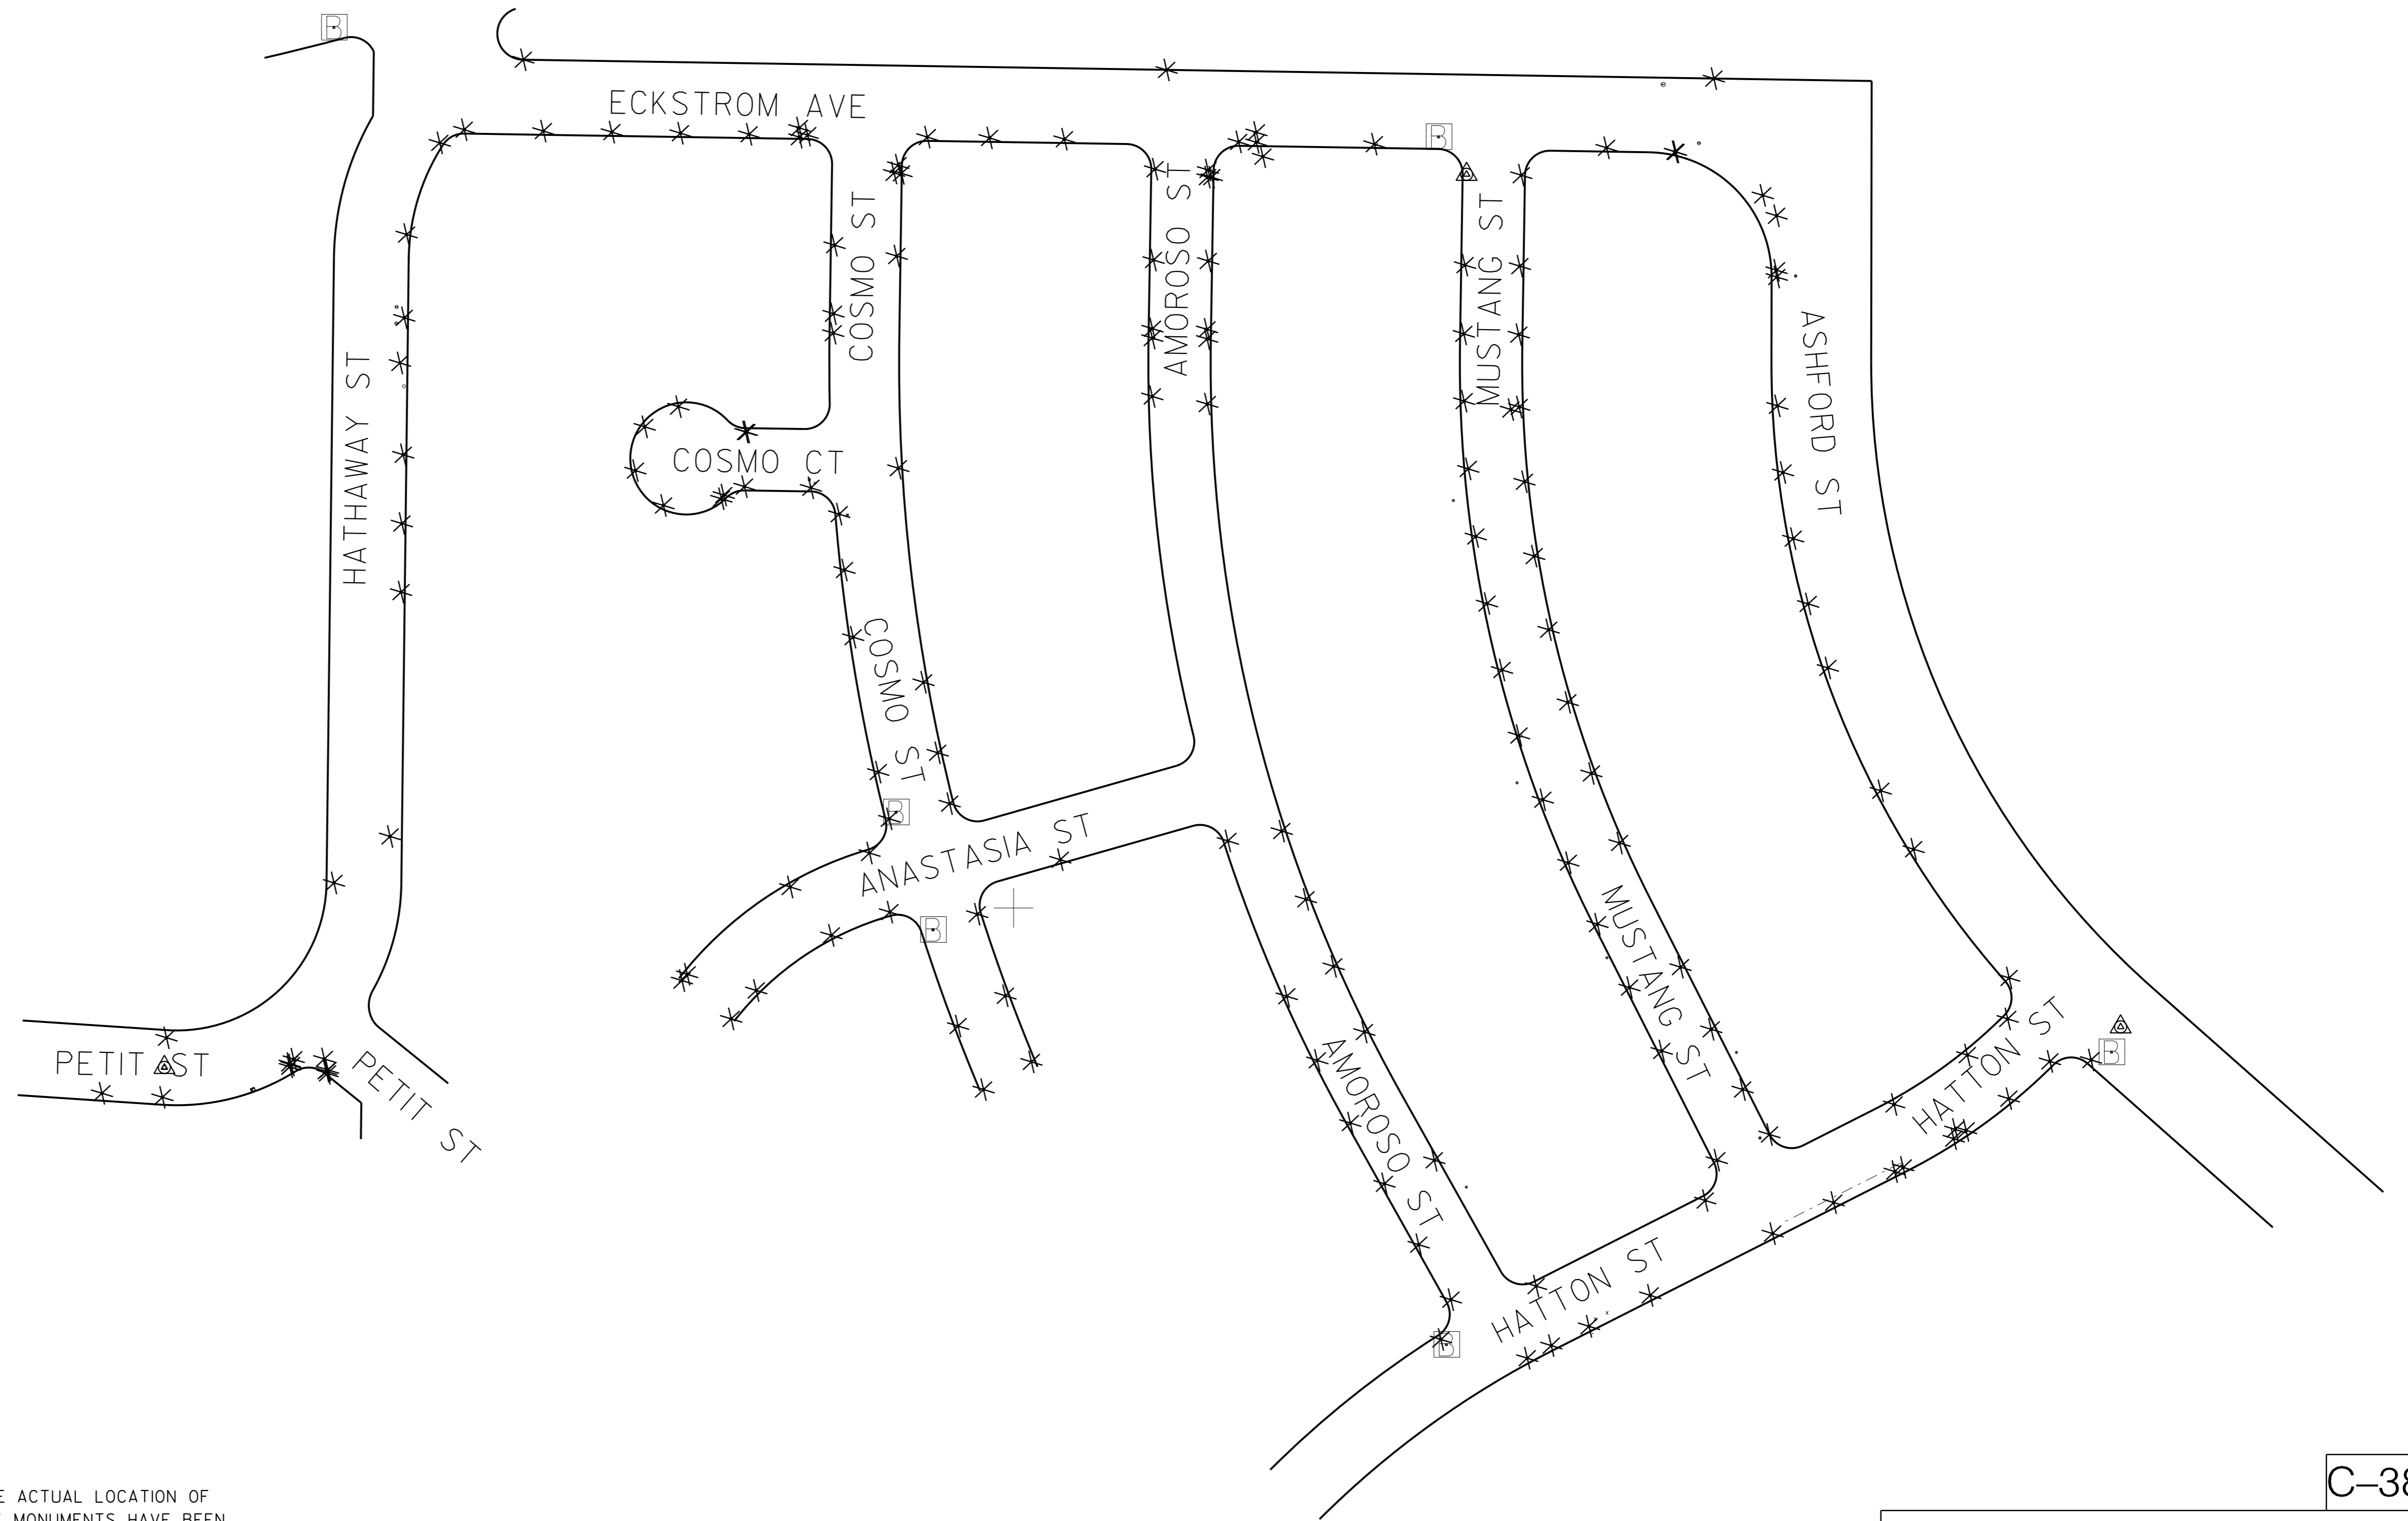 B
ECKSTROM AVE
B
COSMO ST
AMOROSO ST
MUSTANG ST
ASHFORD ST
HATHAWAY ST
COSMO CT
COSMO ST
B
ANASTASIA ST
B
MUSTANG ST
HATTON ST
B
PETIT ST
PETIT ST
AMOROSO ST
HATTON ST
B
C-38
E ACTUAL LOCATION OF
MONUMENTS HAVE BEEN